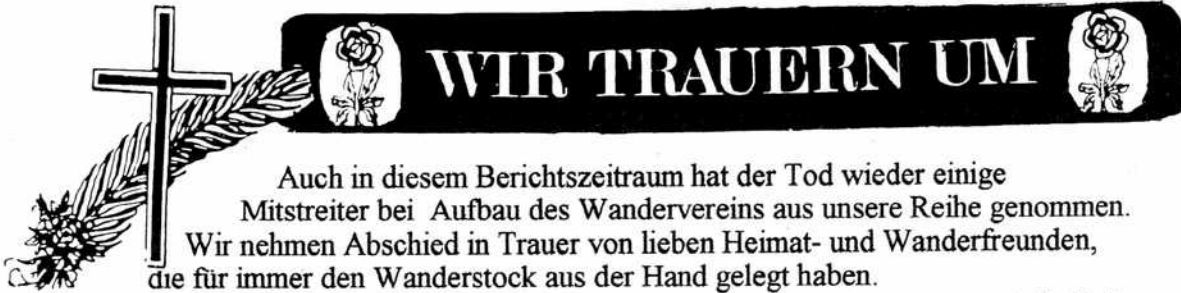 WIR TRAUERN UM
Auch in diesem Berichtszeitraum hat der Tod wieder einige
Mitstreiter bei Aufbau des Wandervereins aus unsere Reihe genommen.
Wir nehmen Abschied in Trauer von lieben Heimat- und Wanderfreunden,
die für immer den Wanderstock aus der Hand gelegt haben.